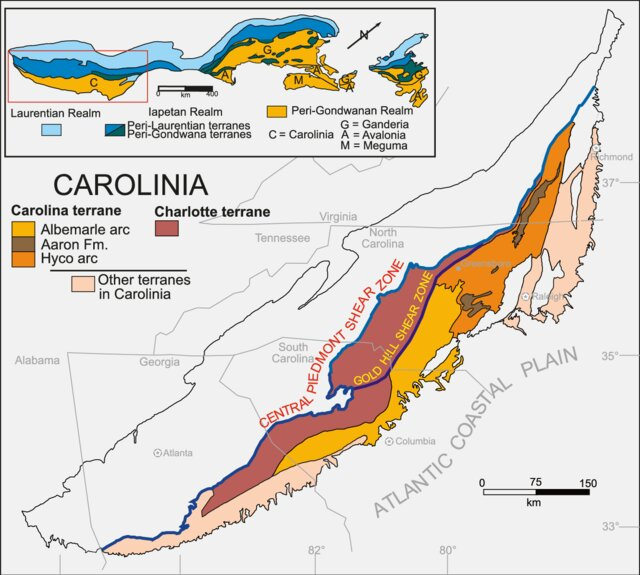 N
G
A
A
M
G
A
G
A
C
0 km 400
Laurentian Realm
Iapetan Realm
Peri-Laurentian terranes
Peri-Gondwana terranes
Peri-Gondwanan Realm
G = Ganderia
C = Carolinia
A = Avalonia
M = Meguma
CAROLINIA
Carolina terrane
Charlotte terrane
Albemarle arc
Aaron Fm.
Hyco arc
Other terranes
in Carolinia
Richmond
37°
Virginia
Tennessee
North
Carolina
Greensboro
Raleigh
CENTRAL PIEDMONT SHEAR ZONE
GOLD HILL SHEAR ZONE
South
Carolina
Alabama
Georgia
35°
ATLANTIC COASTAL PLAIN
Columbia
Atlanta
0 75 150
km
33°
82°
80°